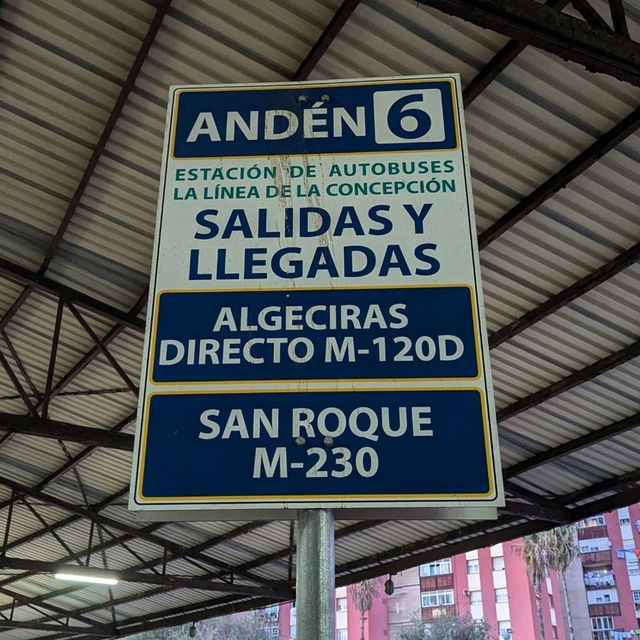 ANDÉN 6
ESTACIÓN DE AUTOBUSES
LA LÍNEA DE LA CONCEPCIÓN
SALIDAS Y
LLEGADAS
ALGECIRAS
DIRECTO M-120D
SAN ROQUE
M-230